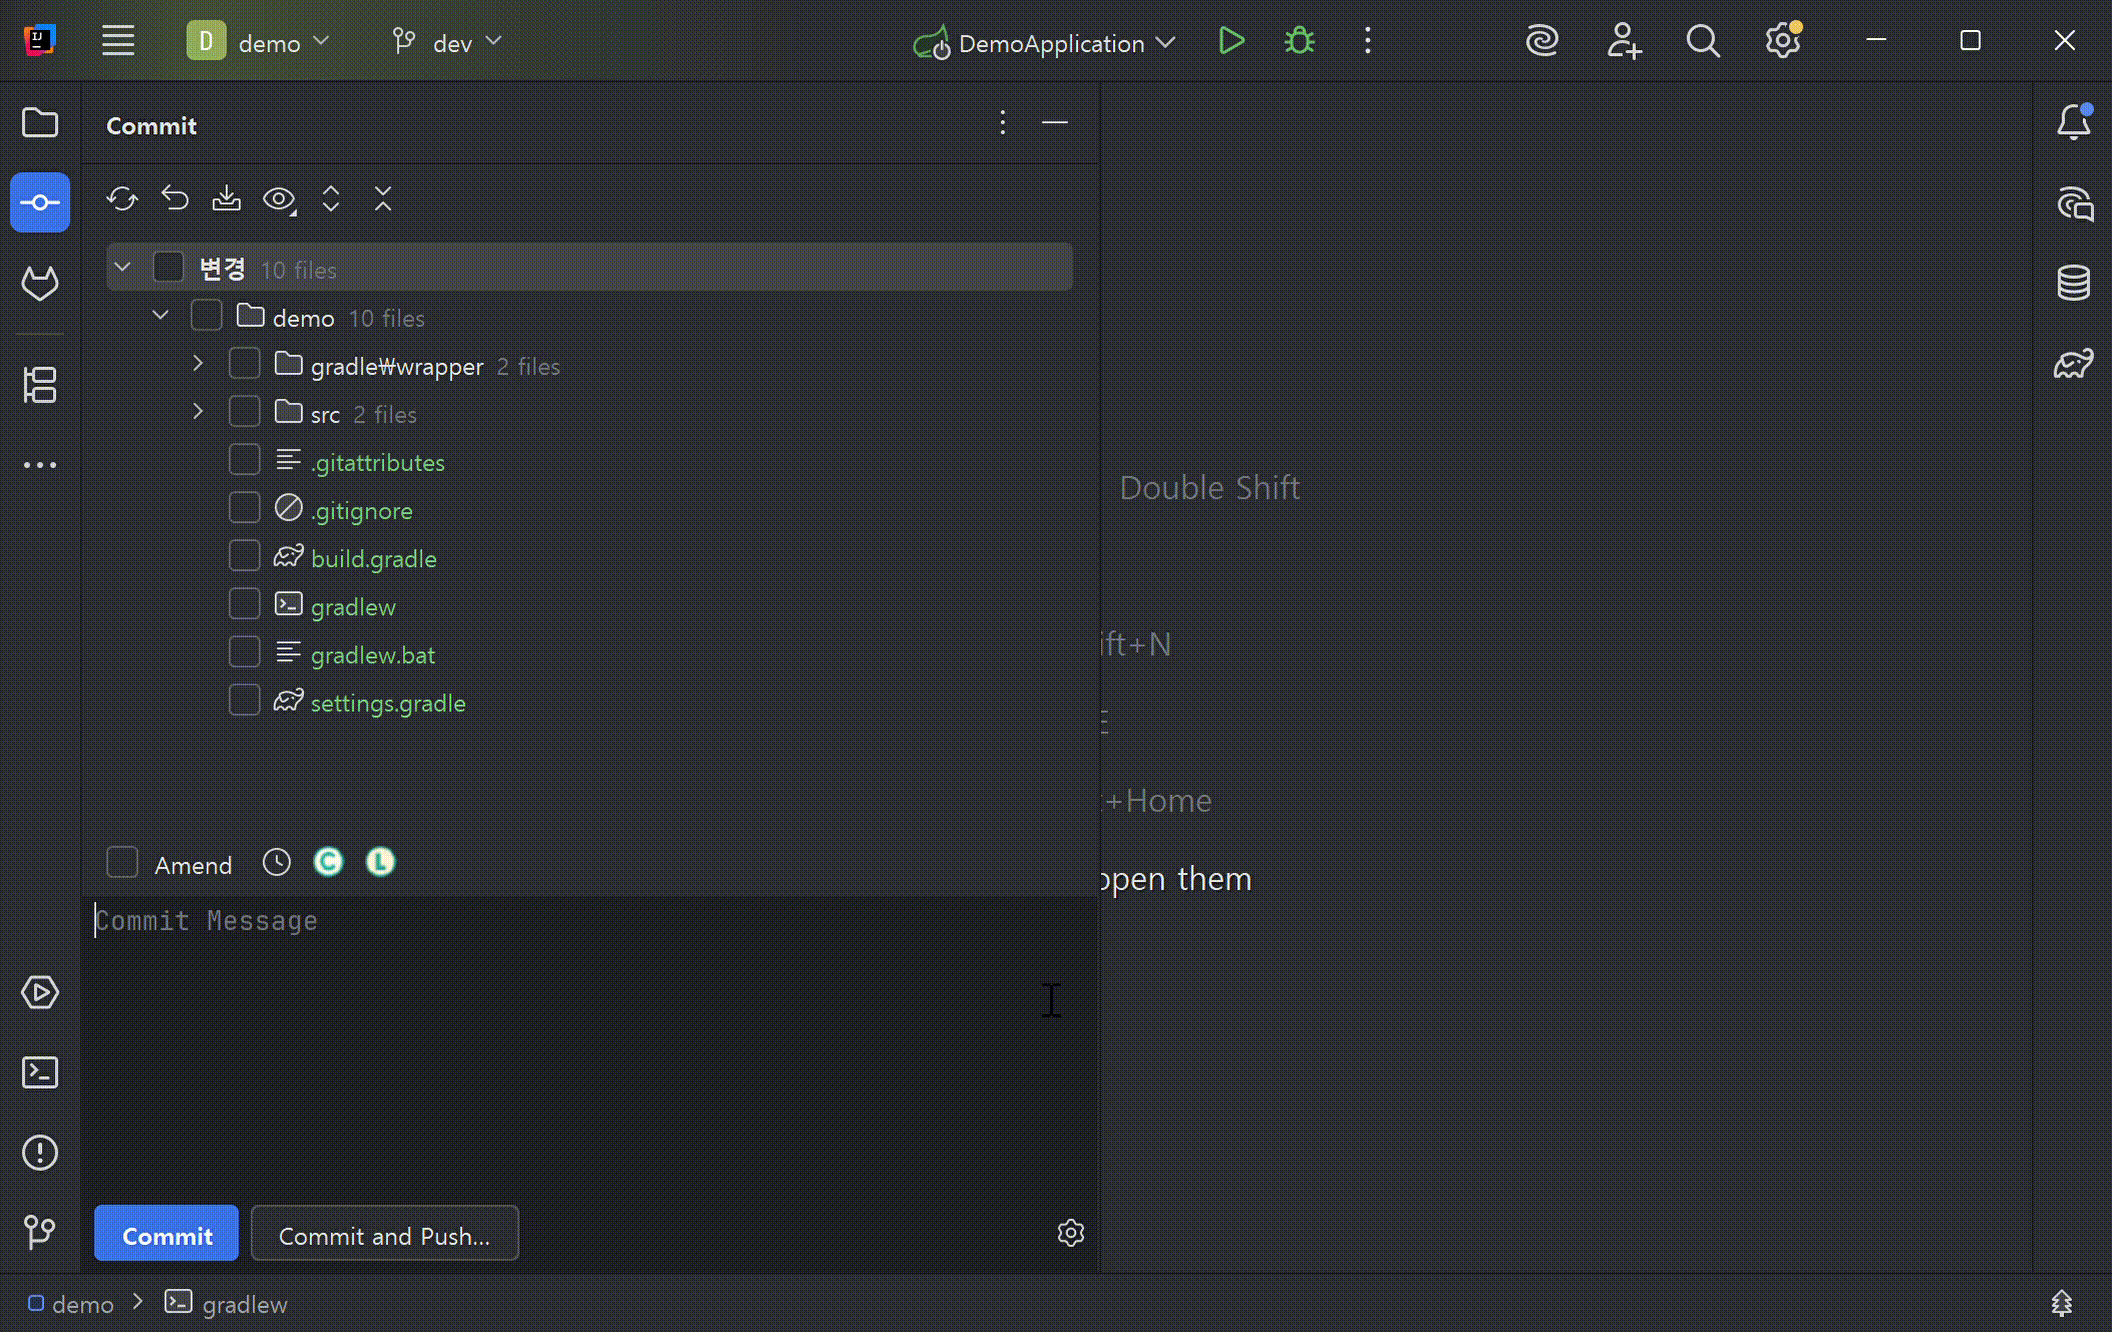 D demo dev DemoApplication
Commit
변경 10 files
demo 10 files
gradle₩wrapper 2 files
src 2 files
.gitattributes
.gitignore
build.gradle
gradlew
gradlew.bat
settings.gradle
Double Shift
ift+N
t+Home
open them
Amend C L
Commit Message
Commit Commit and Push...
demo > gradlew